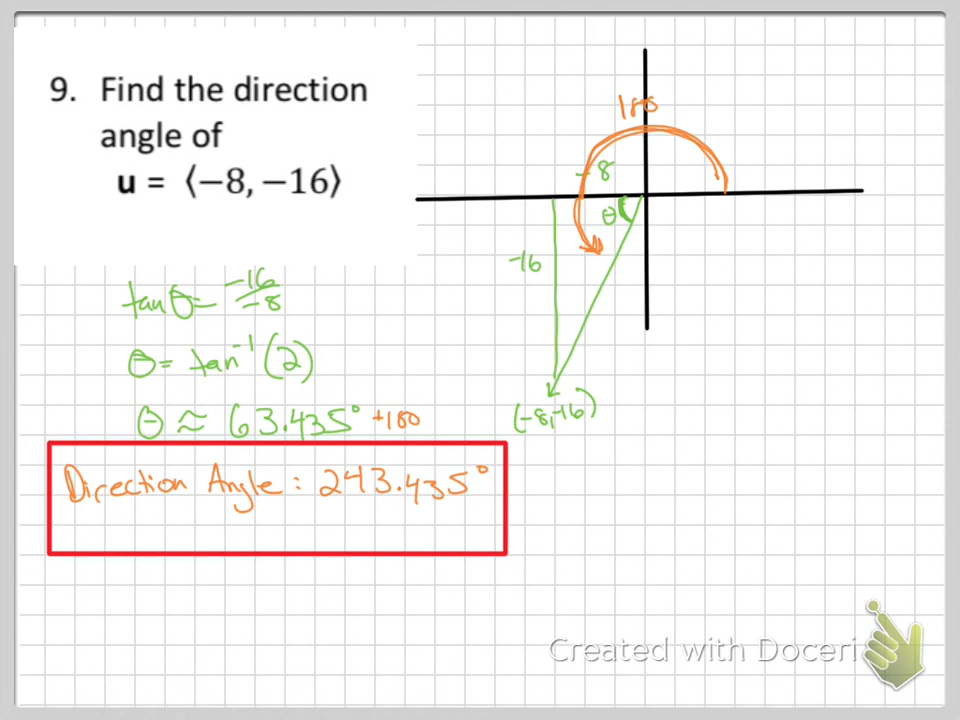 9. Find the direction
angle of
u = ⟨−8, −16⟩
tanθ = -16/-8
θ = tan⁻¹(2)
θ ≈ 63.435° +180
Direction Angle: 243.435°
180
-8
θ
-16
(-8,-16)
Created with Doceri